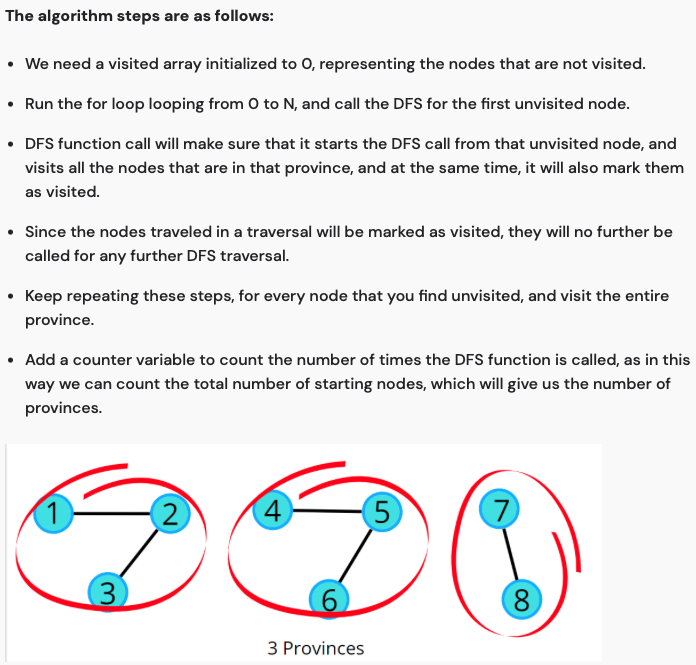 The algorithm steps are as follows:
• We need a visited array initialized to 0, representing the nodes that are not visited.
• Run the for loop looping from 0 to N, and call the DFS for the first unvisited node.
• DFS function call will make sure that it starts the DFS call from that unvisited node, and
visits all the nodes that are in that province, and at the same time, it will also mark them
as visited.
• Since the nodes traveled in a traversal will be marked as visited, they will no further be
called for any further DFS traversal.
• Keep repeating these steps, for every node that you find unvisited, and visit the entire
province.
• Add a counter variable to count the number of times the DFS function is called, as in this
way we can count the total number of starting nodes, which will give us the number of
provinces.
1 2 4 5 7
3 6 8
3 Provinces